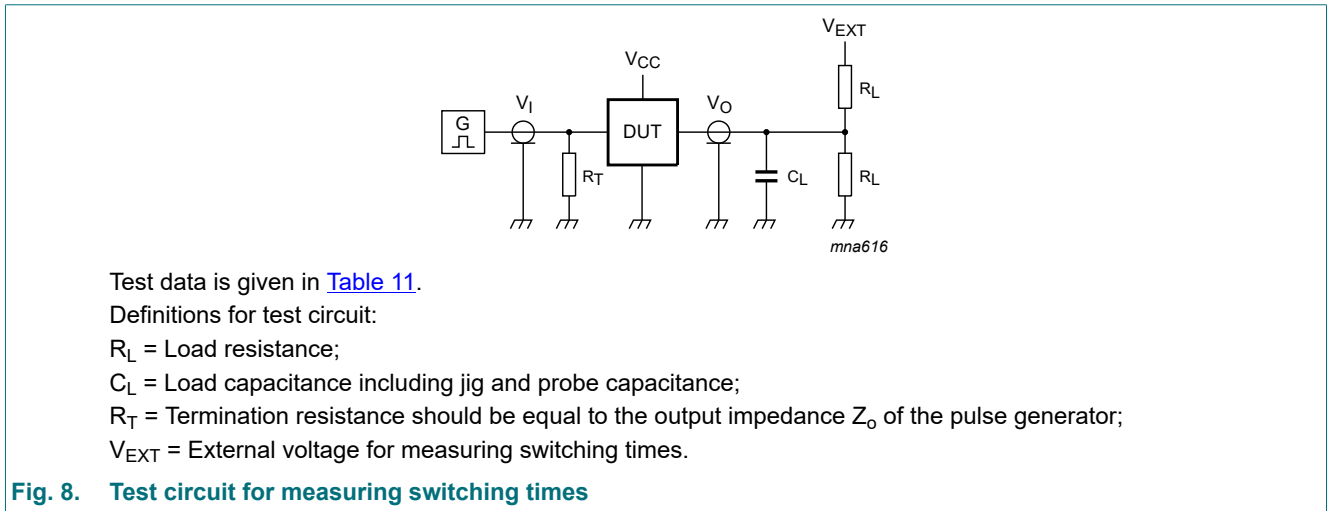 VEXT
VCC
RL
VI
VO
G
DUT
RT
CL
RL
mna616
Test data is given in Table 11.
Definitions for test circuit:
RL = Load resistance;
CL = Load capacitance including jig and probe capacitance;
RT = Termination resistance should be equal to the output impedance Zo of the pulse generator;
VEXT = External voltage for measuring switching times.
Fig. 8. Test circuit for measuring switching times